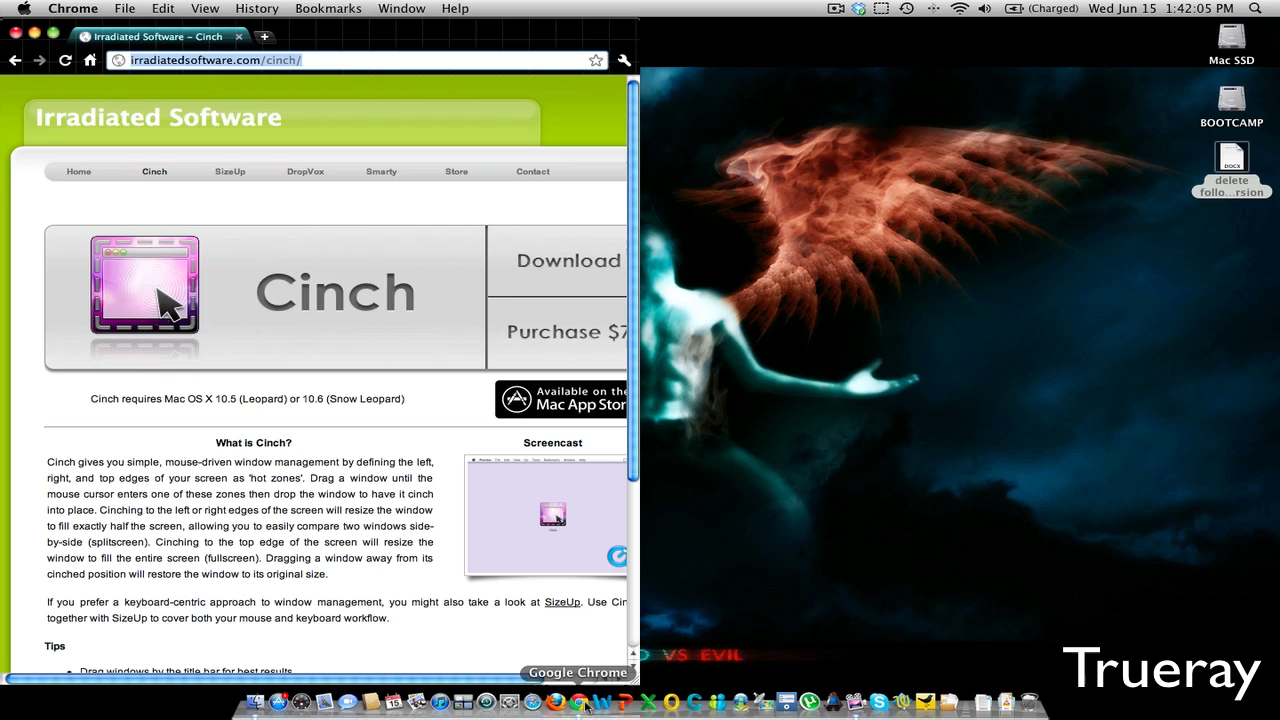 Chrome File Edit View History Bookmarks Window Help (Charged) Wed Jun 15 1:42:05 PM
Irradiated Software – Cinch
irradiatedsoftware.com/cinch/
Mac SSD
BOOTCAMP
delete
follo...rsion
Irradiated Software
Home Cinch SizeUp DropVox Smarty Store Contact
Cinch
Download
Purchase $7
Cinch requires Mac OS X 10.5 (Leopard) or 10.6 (Snow Leopard)
Available on the
Mac App Stor
What is Cinch?
Cinch gives you simple, mouse-driven window management by defining the left,
right, and top edges of your screen as 'hot zones'. Drag a window until the
mouse cursor enters one of these zones then drop the window to have it cinch
into place. Cinching to the left or right edges of the screen will resize the window
to fill exactly half the screen, allowing you to easily compare two windows side-
by-side (splitscreen). Cinching to the top edge of the screen will resize the
window to fill the entire screen (fullscreen). Dragging a window away from its
cinched position will restore the window to its original size.
Screencast
If you prefer a keyboard-centric approach to window management, you might also take a look at SizeUp. Use Cin
together with SizeUp to cover both your mouse and keyboard workflow.
Tips
Drag windows by the title bar for best results
Google Chrome
VS EVIL
Trueray